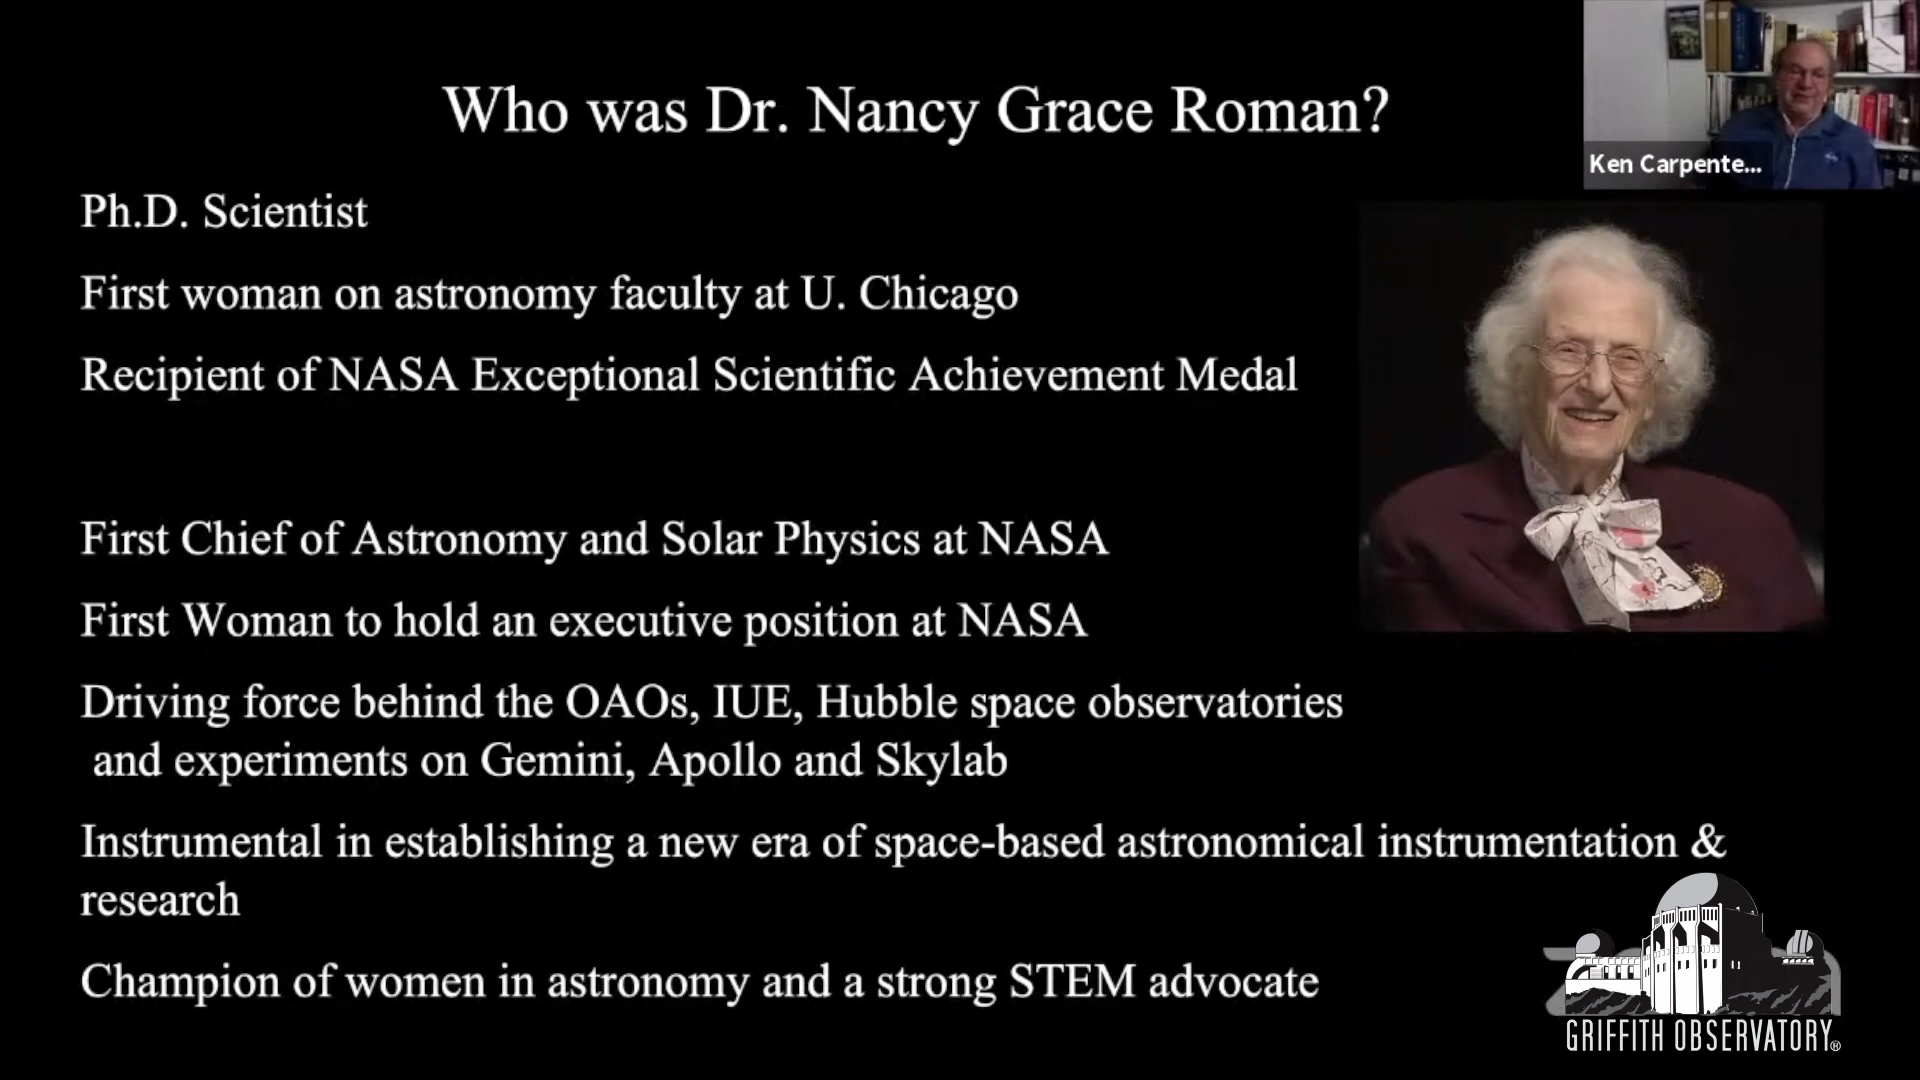 Who was Dr. Nancy Grace Roman?
Ken Carpente...
Ph.D. Scientist
First woman on astronomy faculty at U. Chicago
Recipient of NASA Exceptional Scientific Achievement Medal
First Chief of Astronomy and Solar Physics at NASA
First Woman to hold an executive position at NASA
Driving force behind the OAOs, IUE, Hubble space observatories
and experiments on Gemini, Apollo and Skylab
Instrumental in establishing a new era of space-based astronomical instrumentation &
research
Champion of women in astronomy and a strong STEM advocate
GRIFFITH OBSERVATORY®